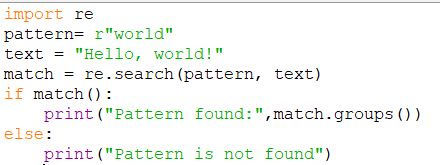 import re
pattern= r"world"
text = "Hello, world!"
match = re.search(pattern, text)
if match():
    print("Pattern found:",match.groups())
else:
    print("Pattern is not found")